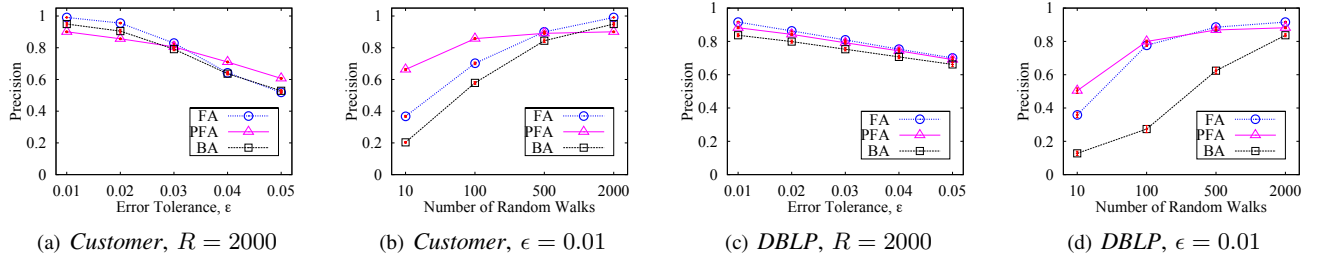 Precision
1
0.8
0.6
0.4
0.2
0
FA
PFA
BA
0.01 0.02 0.03 0.04 0.05
Error Tolerance, ε
(a) Customer, R = 2000
Precision
1
0.8
0.6
0.4
0.2
0
FA
PFA
BA
10 100 500 2000
Number of Random Walks
(b) Customer, ϵ = 0.01
Precision
1
0.8
0.6
0.4
0.2
0
FA
PFA
BA
0.01 0.02 0.03 0.04 0.05
Error Tolerance, ε
(c) DBLP, R = 2000
Precision
1
0.8
0.6
0.4
0.2
0
FA
PFA
BA
10 100 500 2000
Number of Random Walks
(d) DBLP, ϵ = 0.01